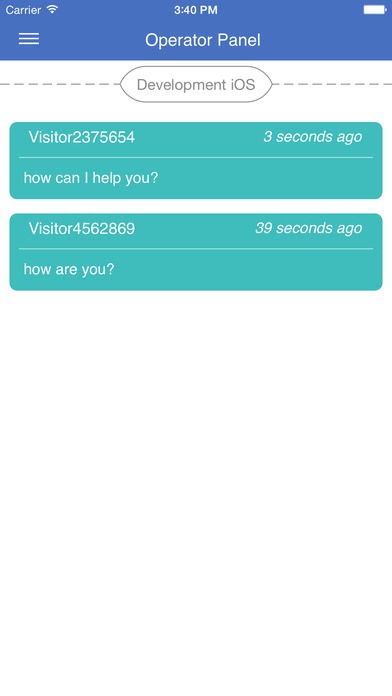 Carrier 3:40 PM
Operator Panel
Development iOS
Visitor2375654 3 seconds ago
how can I help you?
Visitor4562869 39 seconds ago
how are you?